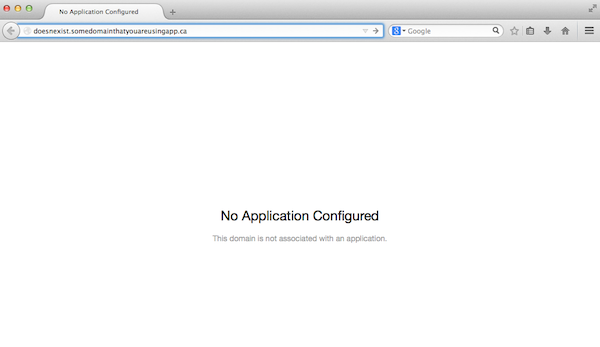 No Application Configured
doesnexist.somedomainthatyouareusingapp.ca
Google
No Application Configured
This domain is not associated with an application.